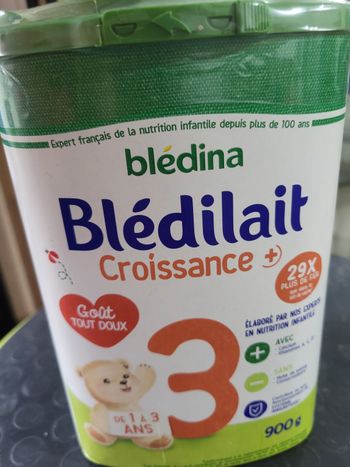 Expert français de la nutrition infantile depuis plus de 100 ans
blédina
Blédilait
Croissance +
29X
PLUS DE FER
Goût
TOUT DOUX
3
ÉLABORÉ PAR NOS EXPERTS
EN NUTRITION INFANTILE
AVEC
SANS
DE 1 À 3
ANS
900g